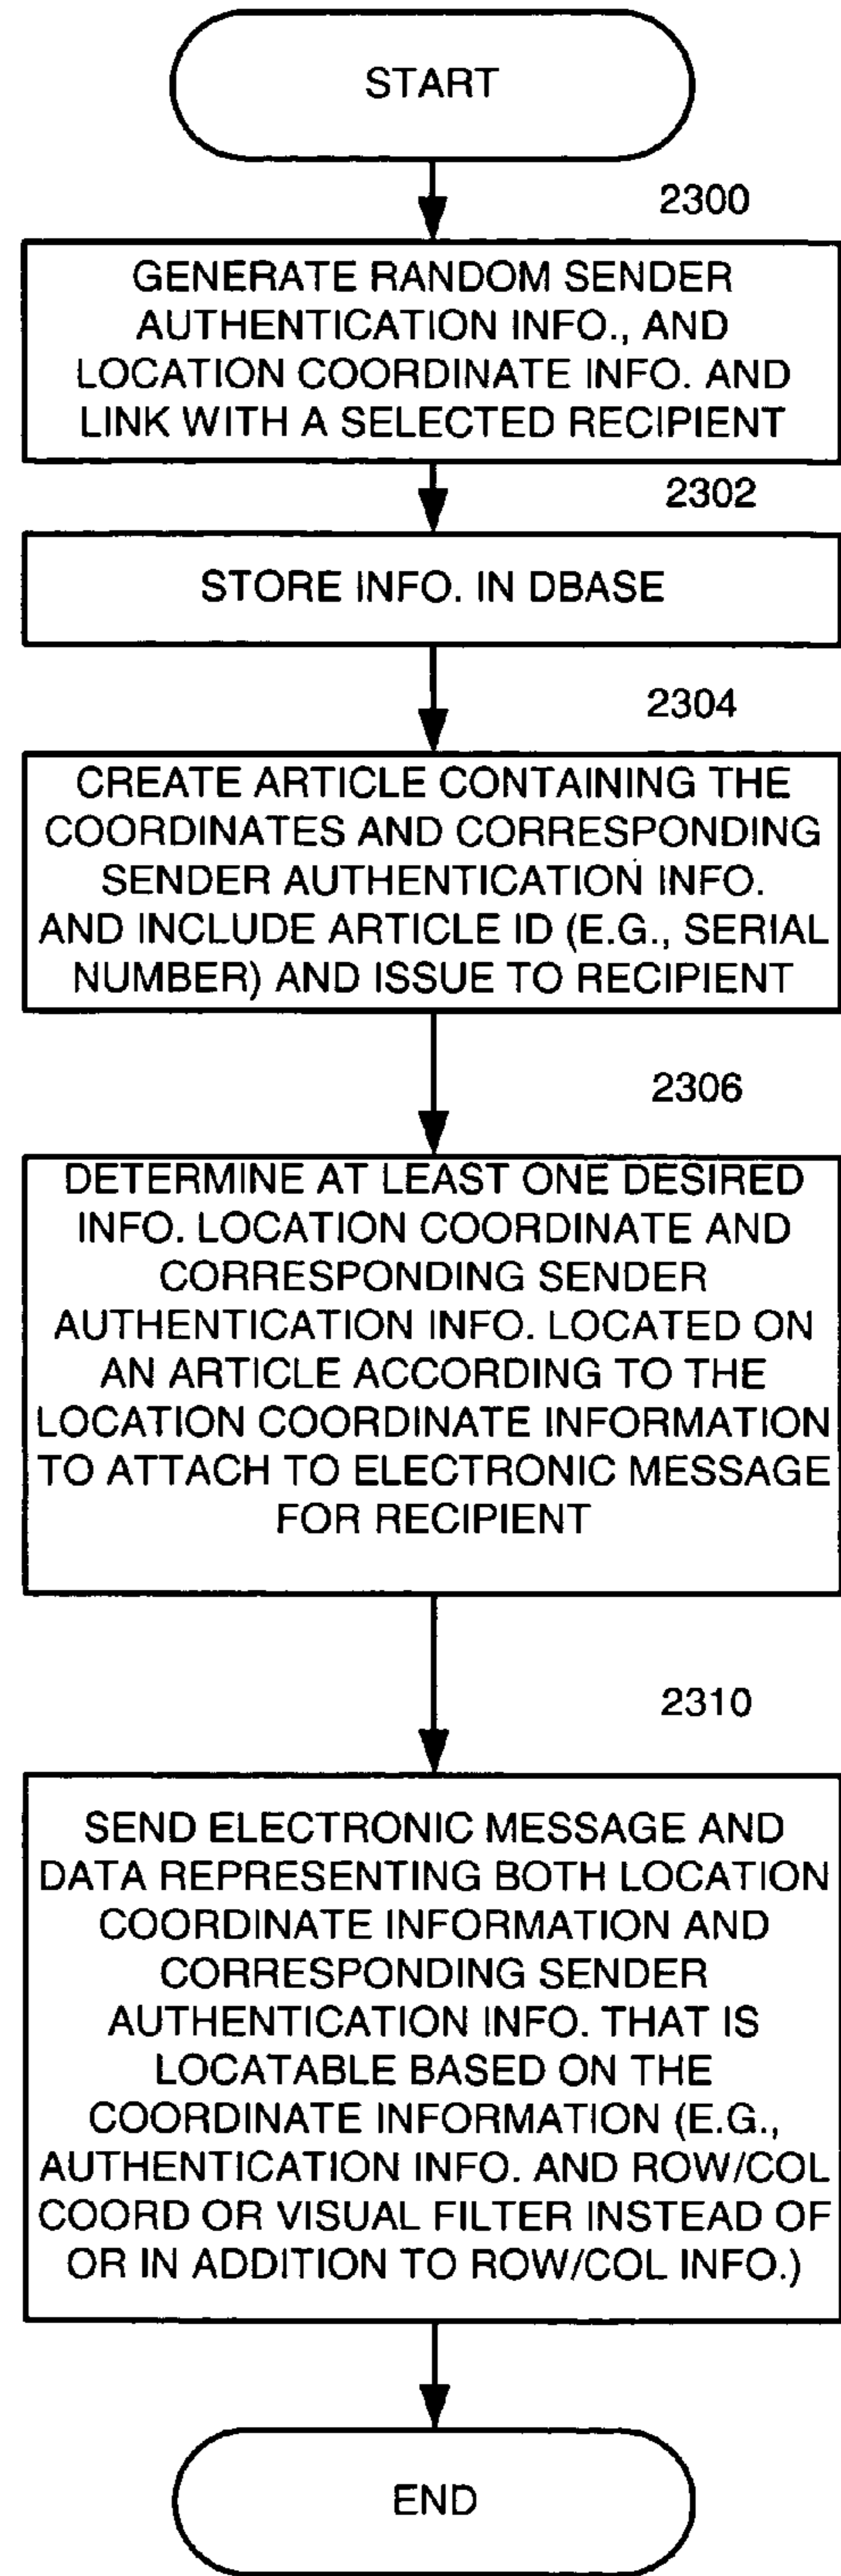 START
2300
GENERATE RANDOM SENDER
AUTHENTICATION INFO., AND
LOCATION COORDINATE INFO. AND
LINK WITH A SELECTED RECIPIENT
2302
STORE INFO. IN DBASE
2304
CREATE ARTICLE CONTAINING THE
COORDINATES AND CORRESPONDING
SENDER AUTHENTICATION INFO.
AND INCLUDE ARTICLE ID (E.G., SERIAL
NUMBER) AND ISSUE TO RECIPIENT
2306
DETERMINE AT LEAST ONE DESIRED
INFO. LOCATION COORDINATE AND
CORRESPONDING SENDER
AUTHENTICATION INFO. LOCATED ON
AN ARTICLE ACCORDING TO THE
LOCATION COORDINATE INFORMATION
TO ATTACH TO ELECTRONIC MESSAGE
FOR RECIPIENT
2310
SEND ELECTRONIC MESSAGE AND
DATA REPRESENTING BOTH LOCATION
COORDINATE INFORMATION AND
CORRESPONDING SENDER
AUTHENTICATION INFO. THAT IS
LOCATABLE BASED ON THE
COORDINATE INFORMATION (E.G.,
AUTHENTICATION INFO. AND ROW/COL
COORD OR VISUAL FILTER INSTEAD OF
OR IN ADDITION TO ROW/COL INFO.)
END